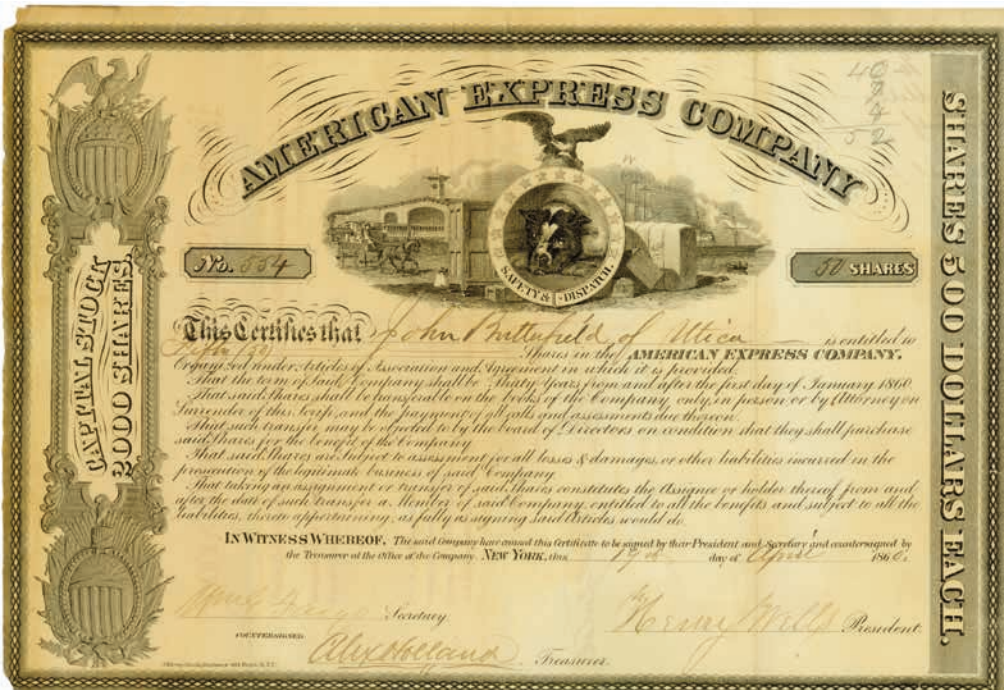 40
8
4
52
AMERICAN EXPRESS COMPANY
SAFETY & DISPATCH
CAPITAL STOCK
2000 SHARES
SHARES 500 DOLLARS EACH.
No. 554
50 SHARES
This Certifies that John Butterfield of Utica is entitled to
Fifty (50) Shares in the AMERICAN EXPRESS COMPANY.
Organized under Articles of Association and Agreement in which it is provided.
That the term of said Company shall be Thirty Years from and after the first day of January 1860.
That said Shares shall be transferable on the books of the Company only, in person or by Attorney on
Surrender of this Scrip, and the payment of all calls and assessments due thereon.
That such transfer may be objected to by the board of Directors on condition that they shall purchase
said Shares for the benefit of the Company
That said Shares are Subject to assessment for all losses & damages, or other liabilities incurred in the
prosecution of the legitimate business of said Company.
That taking an assignment or transfer of said Shares constitutes the Assignee or holder thereof from and
after the date of such transfer a Member of said Company, entitled to all the benefits and subject to all the
liabilities, thereto appertaining, as fully as signing said Articles would do.
IN WITNESS WHEREOF, The said Company have caused this Certificate to be signed by their President and Secretary and countersigned by
the Treasurer at the Office of the Company. NEW YORK, this 19th day of April 1860.
Secretary.
Henry Wells President
COUNTERSIGNED.
Alex Holland Treasurer.